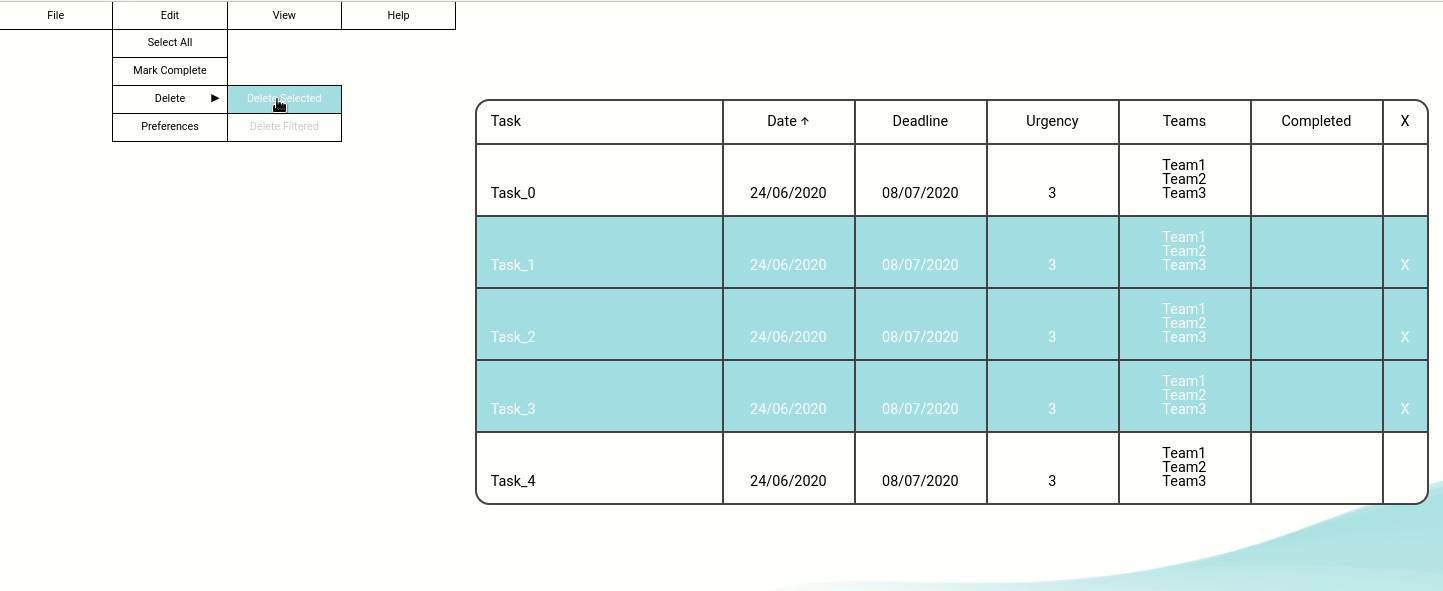 File Edit View Help
Select All
Mark Complete
Delete ▶ Delete Selected
Preferences Delete Filtered
Task Date ↑ Deadline Urgency Teams Completed X
Team1
Team2
Task_0 24/06/2020 08/07/2020 3 Team3
Team1
Team2
Task_1 24/06/2020 08/07/2020 3 Team3 X
Team1
Team2
Task_2 24/06/2020 08/07/2020 3 Team3 X
Team1
Team2
Task_3 24/06/2020 08/07/2020 3 Team3 X
Team1
Team2
Task_4 24/06/2020 08/07/2020 3 Team3